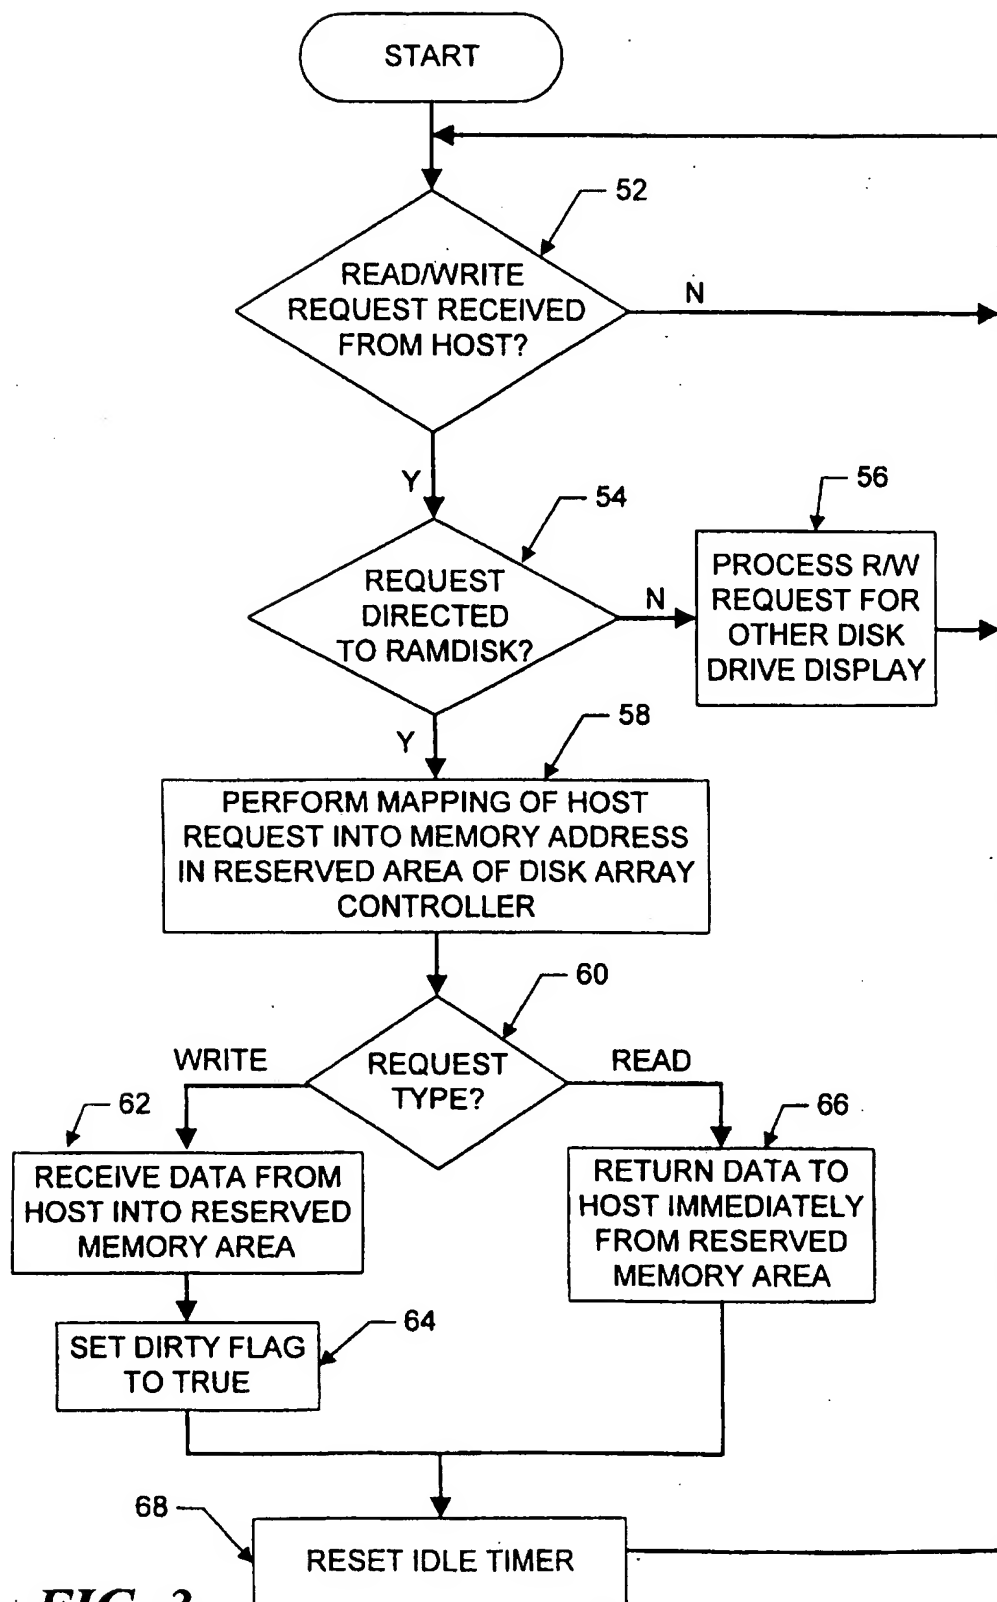 START
52
READ/WRITE
REQUEST RECEIVED
FROM HOST?
N
Y
54
56
REQUEST
DIRECTED
TO RAMDISK?
N
PROCESS R/W
REQUEST FOR
OTHER DISK
DRIVE DISPLAY
Y
58
PERFORM MAPPING OF HOST
REQUEST INTO MEMORY ADDRESS
IN RESERVED AREA OF DISK ARRAY
CONTROLLER
60
WRITE
REQUEST
TYPE?
READ
62
66
RECEIVE DATA FROM
HOST INTO RESERVED
MEMORY AREA
RETURN DATA TO
HOST IMMEDIATELY
FROM RESERVED
MEMORY AREA
64
SET DIRTY FLAG
TO TRUE
68
RESET IDLE TIMER
FIG. 3